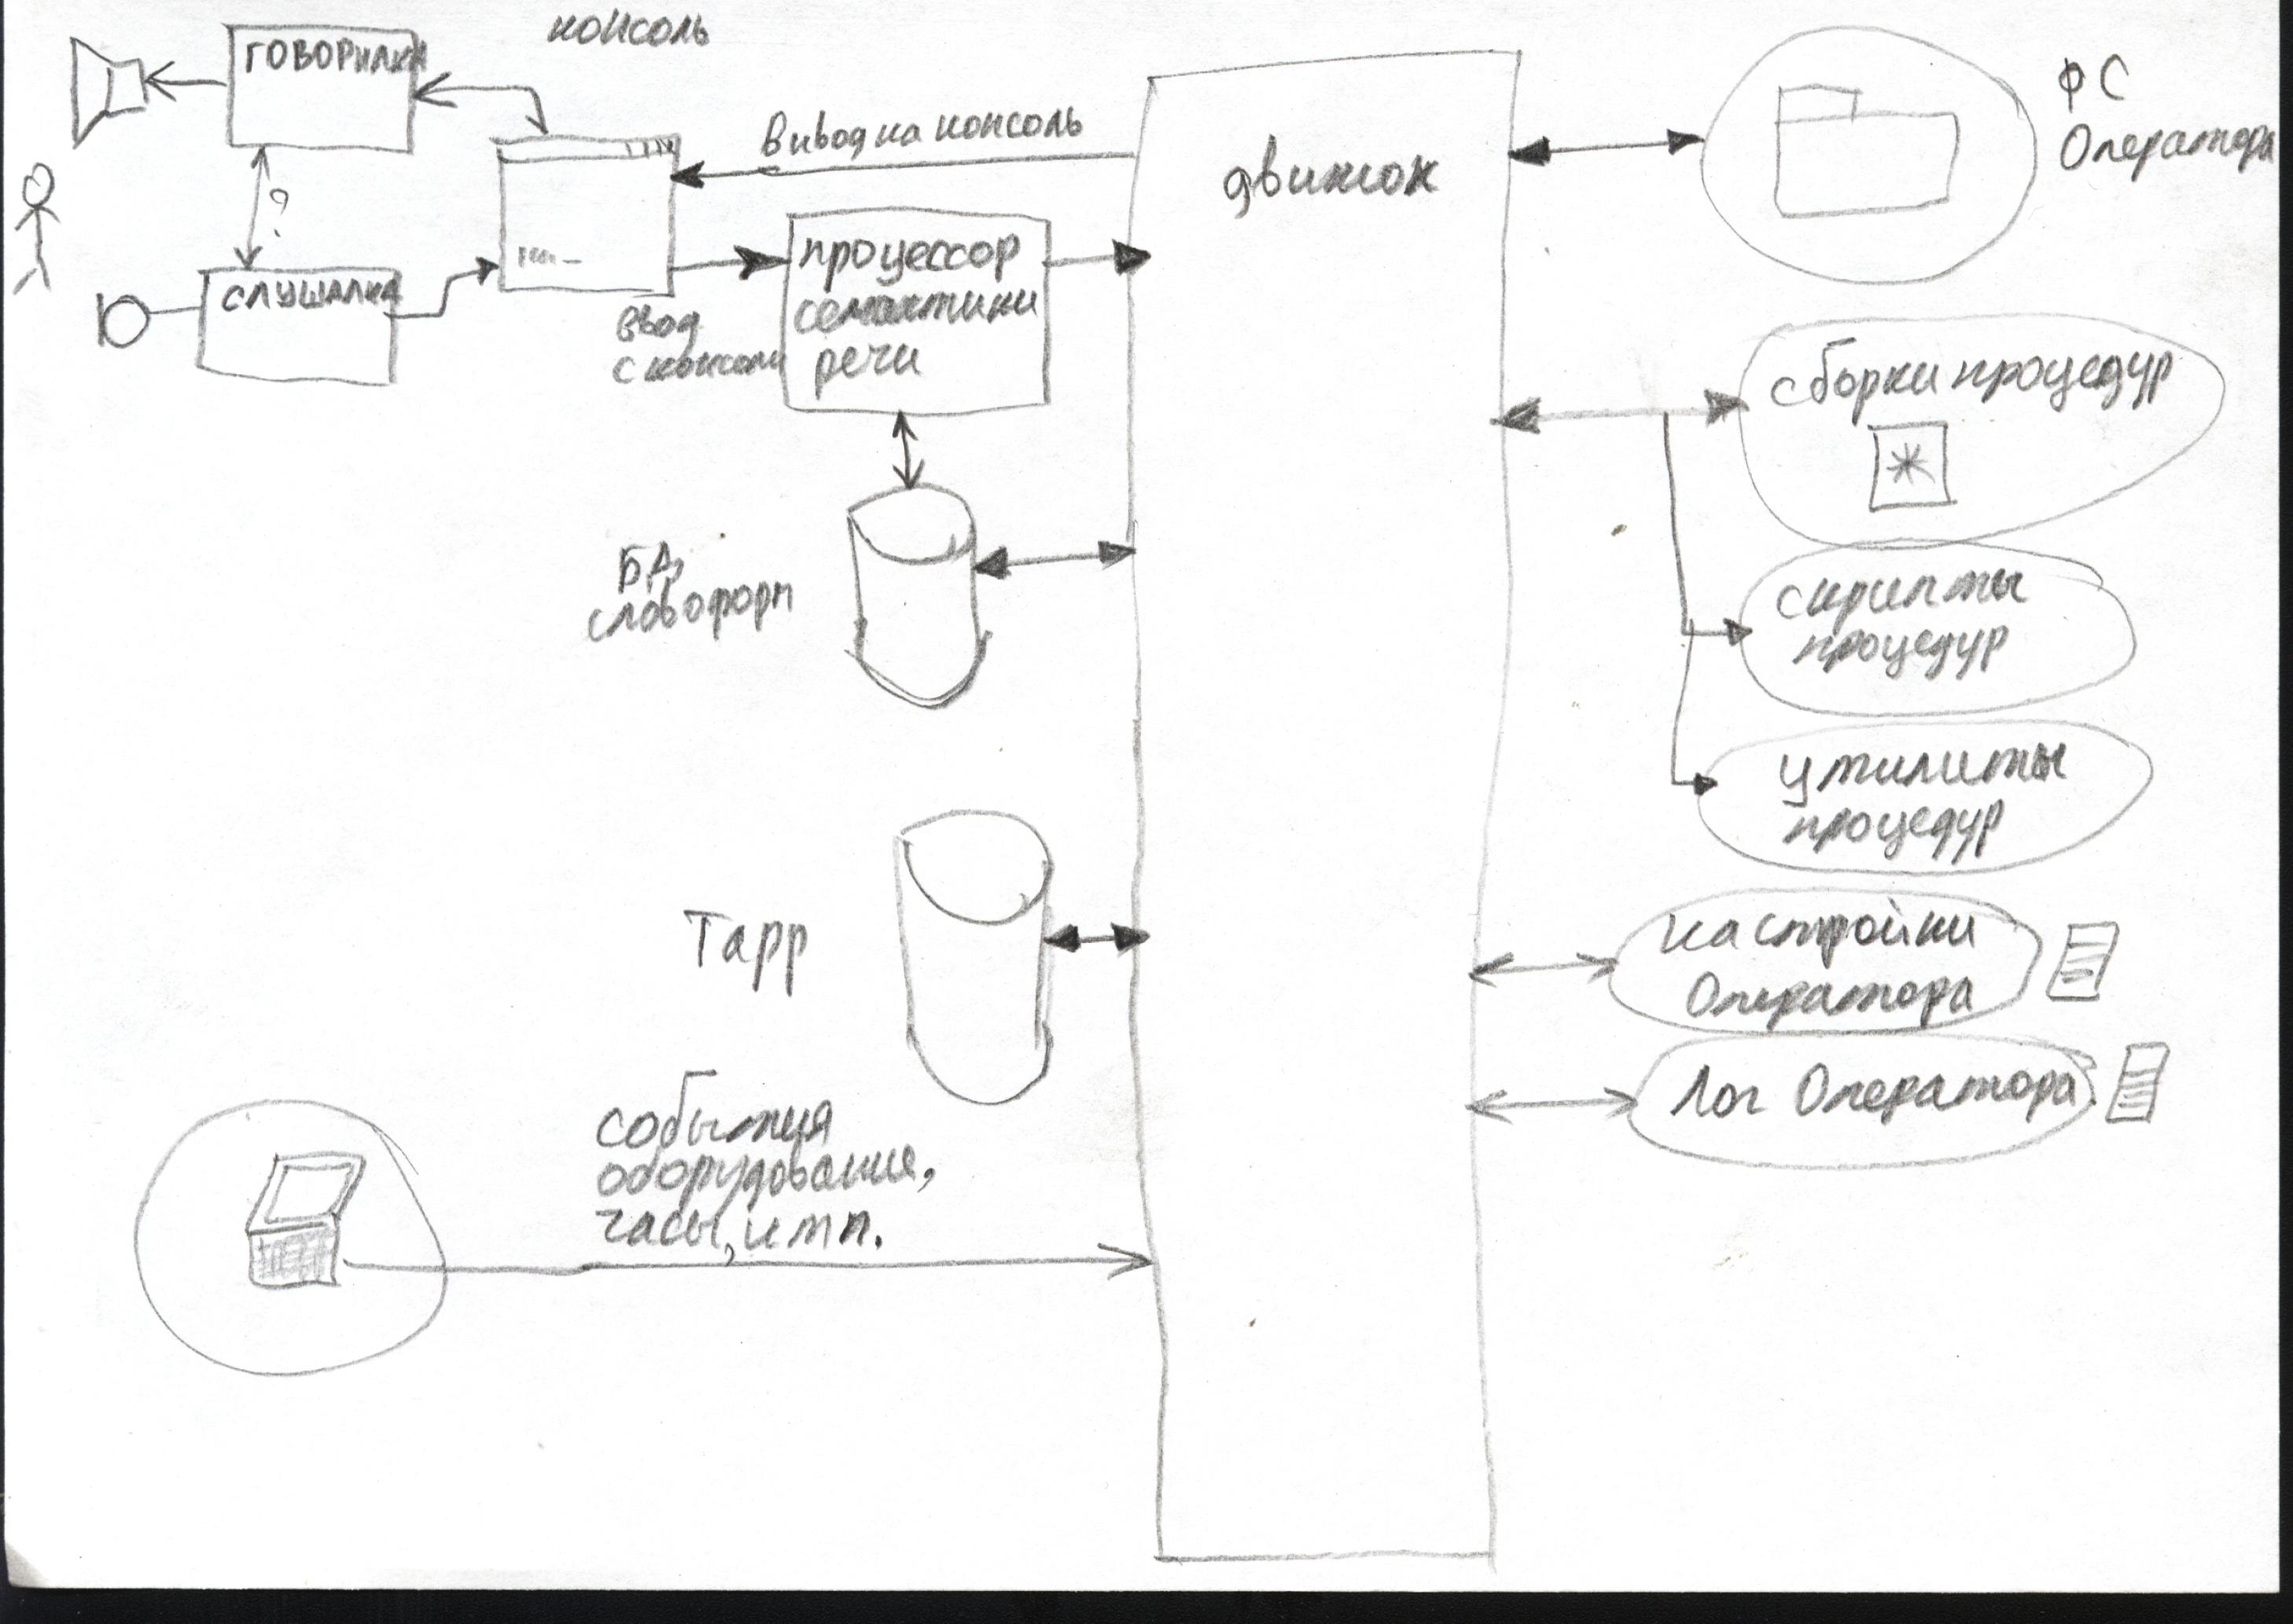 консоль
ГОВОРИЛКА
ФС
Оператора
Вывод на консоль
движок
?
процессор
семантики
речи
СЛУШАЛКА
ввод
с консоли
сборки процедур
БД
словоформ
скрипты
процедур
утилиты
процедур
Тарр
настройки
Оператора
Лог Оператора
события
оборудования,
часы, и т п.